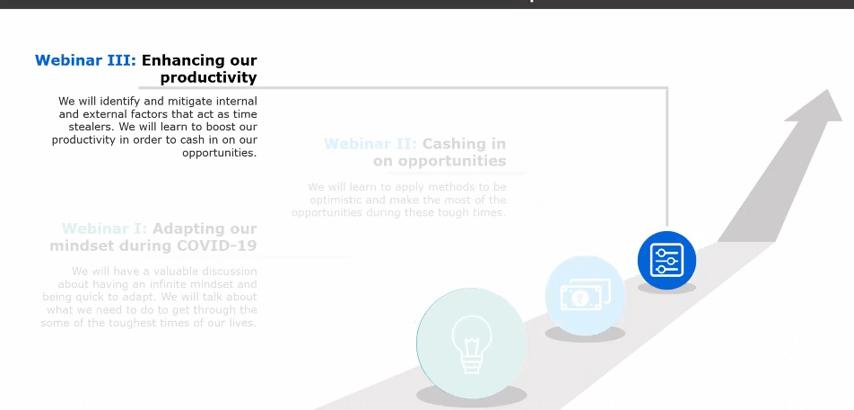 Webinar III: Enhancing our
productivity
We will identify and mitigate internal
and external factors that act as time
stealers. We will learn to boost our
productivity in order to cash in on our
opportunities.
Webinar II: Cashing in
on opportunities
We will learn to apply methods to be
optimistic and make the most of the
opportunities during these tough times.
Webinar I: Adapting our
mindset during COVID-19
We will have a valuable discussion
about having an infinite mindset and
being quick to adapt. We will talk about
what we need to do to get through the
some of the toughest times of our lives.